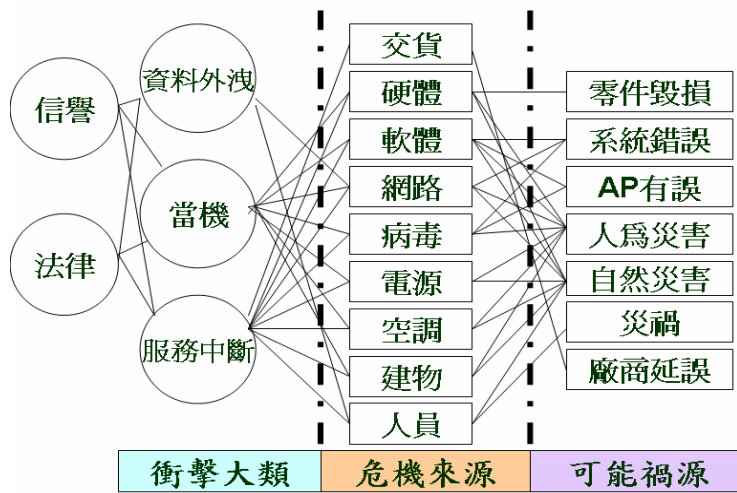 信譽
法律
資料外洩
當機
服務中斷
交貨
硬體
軟體
網路
病毒
電源
空調
建物
人員
零件毀損
系統錯誤
AP有誤
人為災害
自然災害
災禍
廠商延誤
衝擊大類
危機來源
可能禍源